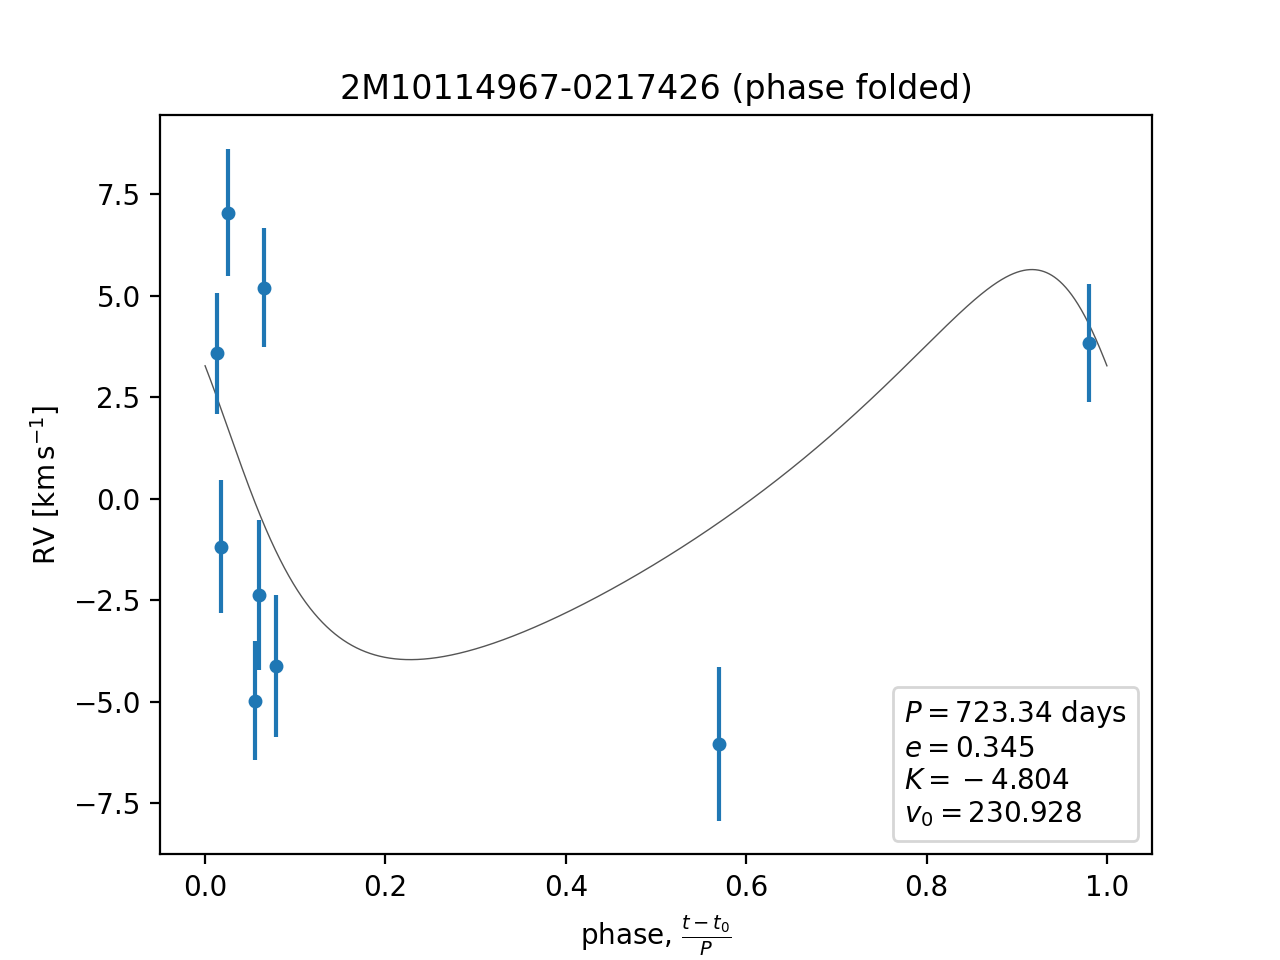 2M10114967-0217426 (phase folded)
RV [km s⁻¹]
7.5
5.0
2.5
0.0
−2.5
−5.0
−7.5
P = 723.34 days
e = 0.345
K = − 4.804
v₀ = 230.928
0.0 0.2 0.4 0.6 0.8 1.0
phase, (t − t₀)/P